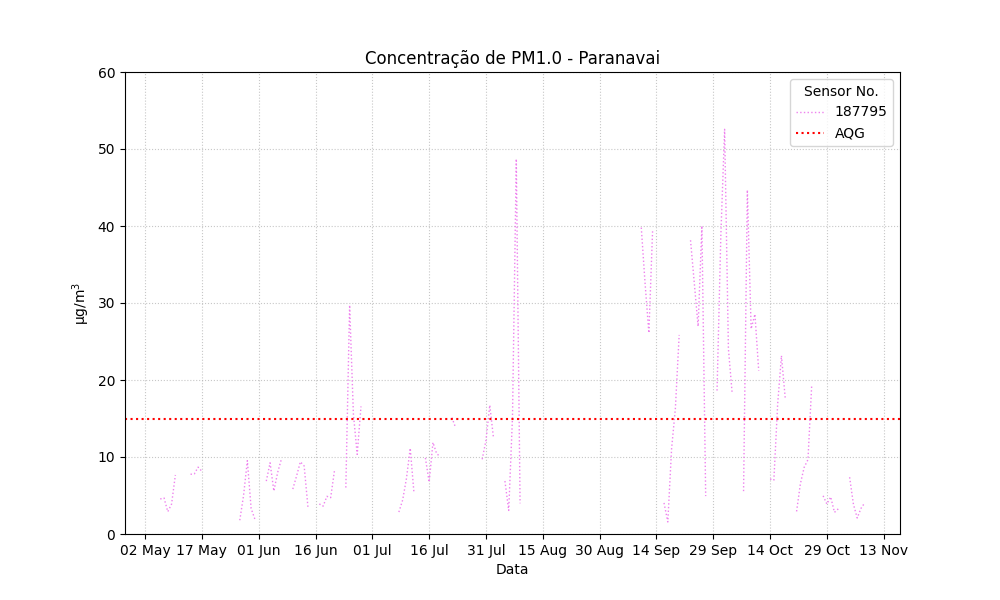 Concentração de PM1.0 - Paranavai
Sensor No.
187795
AQG
60
50
40
30
20
10
0
µg/m³
02 May 17 May 01 Jun 16 Jun 01 Jul 16 Jul 31 Jul 15 Aug 30 Aug 14 Sep 29 Sep 14 Oct 29 Oct 13 Nov
Data